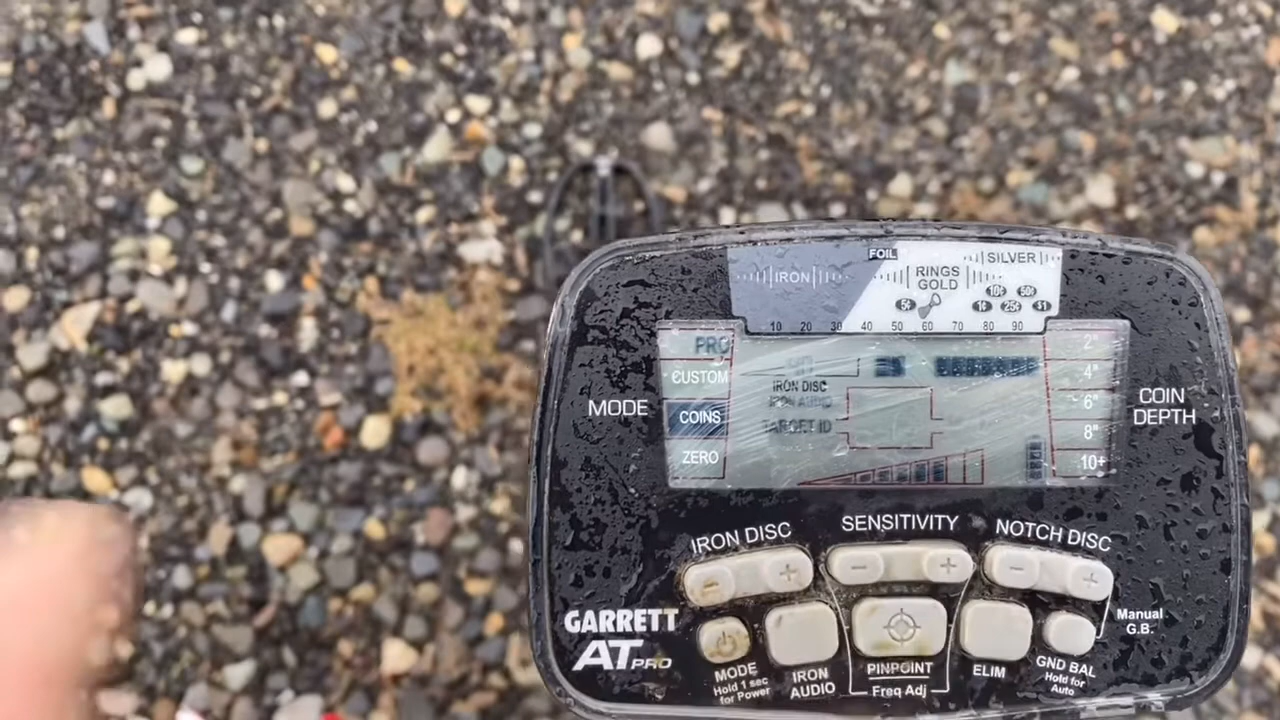 FOIL
SILVER
IRON
RINGS
GOLD
10¢ 50¢
5¢ 1¢ 25¢ $1
10 20 30 40 50 60 70 80 90
PRO
CUSTOM
COINS
ZERO
MODE
IRON DISC
IRON AUDIO
TARGET ID
2"
4"
6"
8"
10+
COIN
DEPTH
IRON DISC
SENSITIVITY
NOTCH DISC
- +
- +
- +
GARRETT
AT PRO
MODE
Hold 1 sec
for Power
IRON
AUDIO
PINPOINT
Freq Adj
ELIM
GND BAL
Hold for
Auto
Manual
G.B.